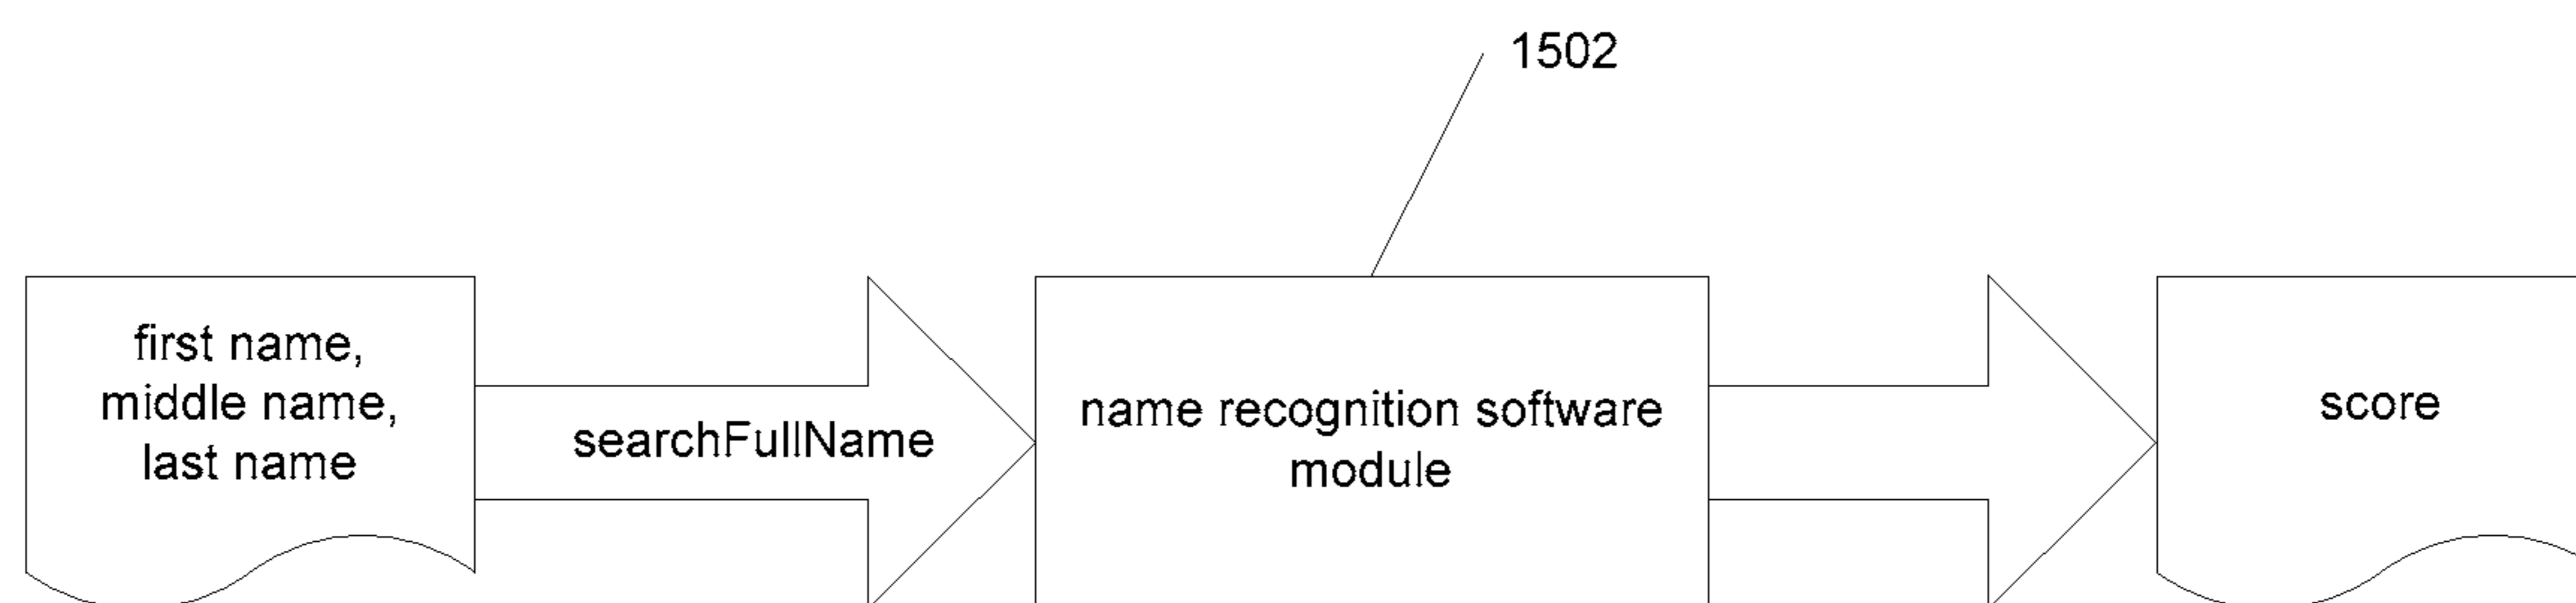 1502
first name,
middle name,
last name
searchFullName
name recognition software
module
score